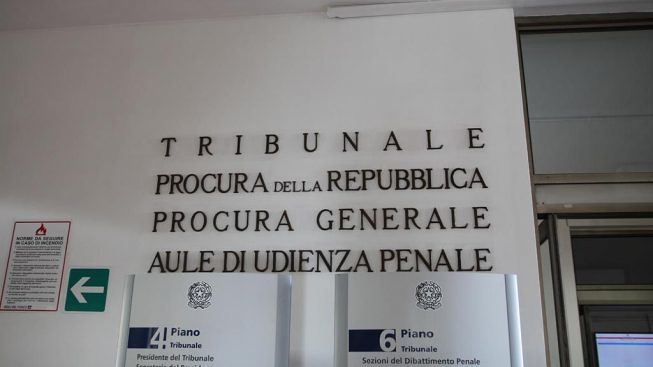 TRIBUNALE
PROCURA DELLA REPUBBLICA
PROCURA GENERALE
AULE DI UDIENZA PENALE
NORME DA SEGUIRE
IN CASO DI INCENDIO
4 Piano
Tribunale
Presidente del Tribunale
6 Piano
Tribunale
Sezioni del Dibattimento Penale